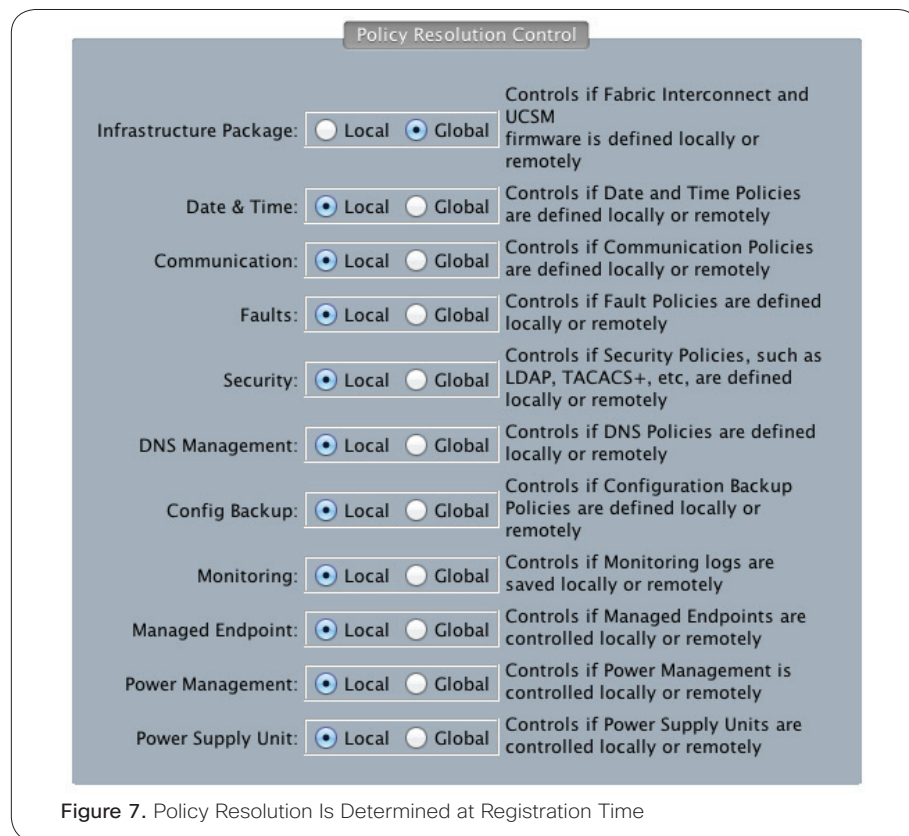 Policy Resolution Control
Infrastructure Package: Local Global
Controls if Fabric Interconnect and
UCSM
firmware is defined locally or
remotely
Date & Time: Local Global
Controls if Date and Time Policies
are defined locally or remotely
Communication: Local Global
Controls if Communication Policies
are defined locally or remotely
Faults: Local Global
Controls if Fault Policies are defined
locally or remotely
Security: Local Global
Controls if Security Policies, such as
LDAP, TACACS+, etc, are defined
locally or remotely
DNS Management: Local Global
Controls if DNS Policies are defined
locally or remotely
Config Backup: Local Global
Controls if Configuration Backup
Policies are defined locally or
remotely
Monitoring: Local Global
Controls if Monitoring logs are
saved locally or remotely
Managed Endpoint: Local Global
Controls if Managed Endpoints are
controlled locally or remotely
Power Management: Local Global
Controls if Power Management is
controlled locally or remotely
Power Supply Unit: Local Global
Controls if Power Supply Units are
controlled locally or remotely
Figure 7. Policy Resolution Is Determined at Registration Time